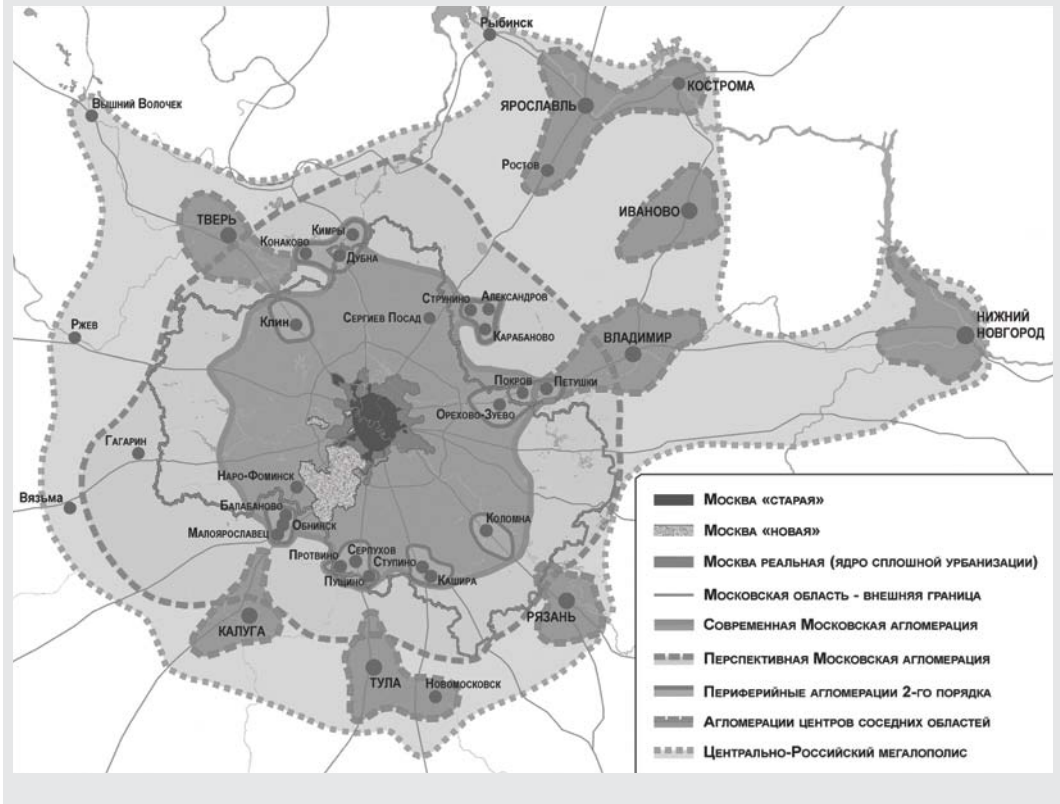 Рыбинск
Кострома
Ярославль
Вышний Волочек
Ростов
Иваново
Тверь
Кимры
Конаково
Дубна
Струнино
Александров
Сергиев Посад
Клин
Карабаново
Ржев
Нижний
Новгород
Владимир
Покров
Петушки
Орехово-Зуево
Гагарин
Наро-Фоминск
Вязьма
Балабаново
Обнинск
Малоярославец
Коломна
Протвино
Серпухов
Ступино
Пущино
Кашира
Калуга
Рязань
Тула
Новомосковск
Москва «старая»
Москва «новая»
Москва реальная (ядро сплошной урбанизации)
Московская область - внешняя граница
Современная Московская агломерация
Перспективная Московская агломерация
Периферийные агломерации 2-го порядка
Агломерации центров соседних областей
Центрально-Российский мегалополис